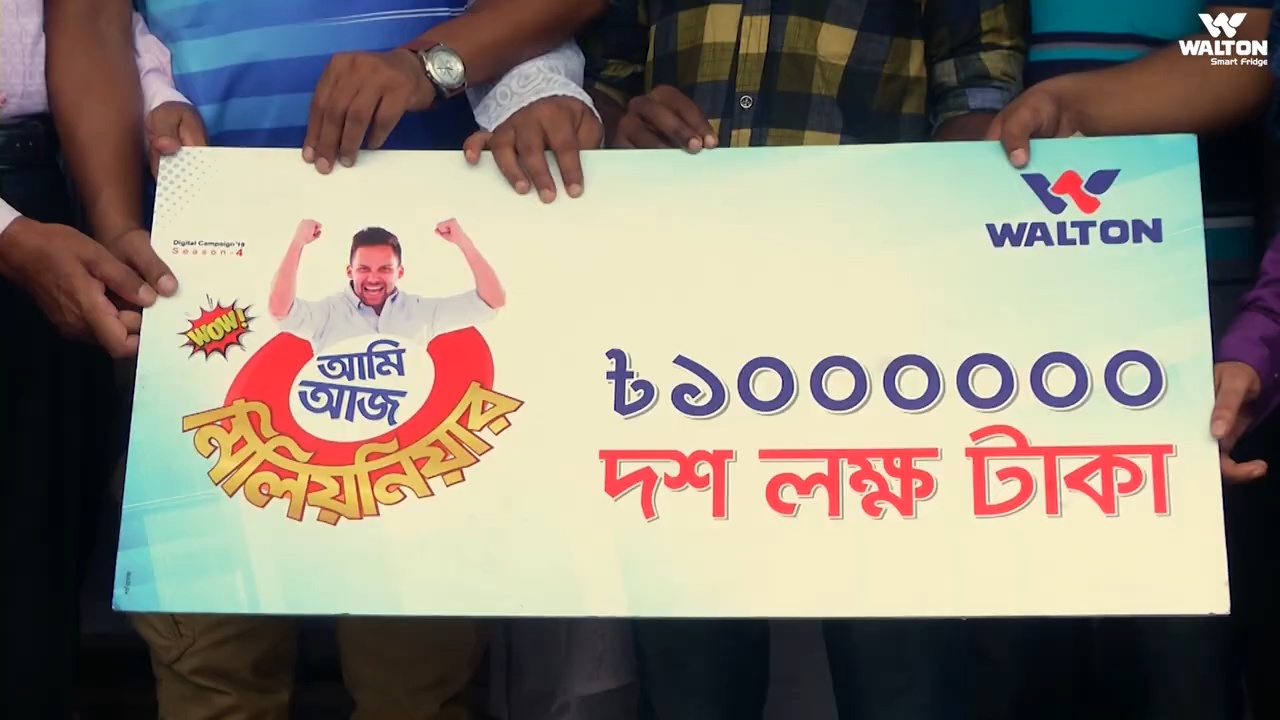 WALTON
Smart Fridge
WALTON
Digital Campaign'18
Season-4
WOW!
আমি
আজ
মিলিয়নিয়ার
৳১০০০০০০
দশ লক্ষ টাকা